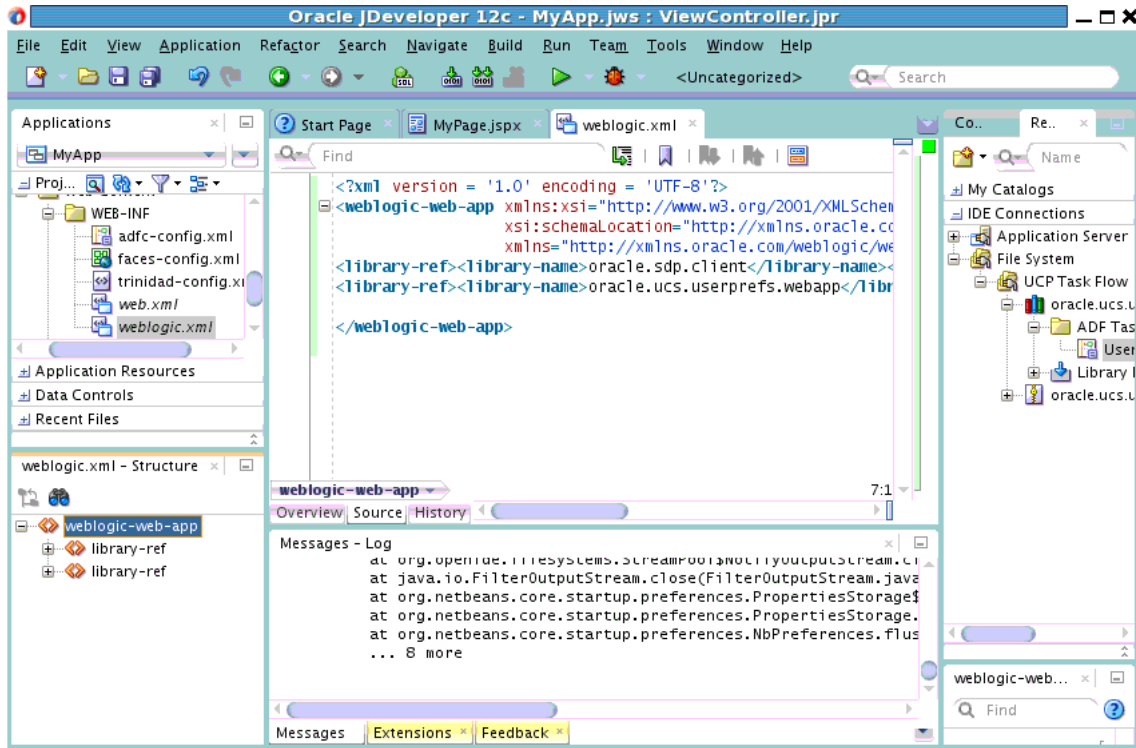 Oracle JDeveloper 12c - MyApp.jws : ViewController.jpr
File Edit View Application Refactor Search Navigate Build Run Team Tools Window Help
<Uncategorized> Search
Applications
MyApp
Proj...
WEB-INF
adfc-config.xml
faces-config.xml
trinidad-config.x
web.xml
weblogic.xml
Application Resources
Data Controls
Recent Files
weblogic.xml - Structure
weblogic-web-app
library-ref
library-ref
Start Page MyPage.jspx weblogic.xml
Find
<?xml version = '1.0' encoding = 'UTF-8'?>
<weblogic-web-app xmlns:xsi="http://www.w3.org/2001/XMLSchem
xsi:schemaLocation="http://xmlns.oracle.co
xmlns="http://xmlns.oracle.com/weblogic/we
<library-ref><library-name>oracle.sdp.client</library-name><
<library-ref><library-name>oracle.ucs.userprefs.webapp</libr
</weblogic-web-app>
weblogic-web-app 7:1
Overview Source History
Messages - Log
at org.openide.filesystems.StreamPool$NotifyOutputStream.cl
at java.io.FilterOutputStream.close(FilterOutputStream.java
at org.netbeans.core.startup.preferences.PropertiesStorage$
at org.netbeans.core.startup.preferences.PropertiesStorage.
at org.netbeans.core.startup.preferences.NbPreferences.flus
... 8 more
Messages Extensions Feedback
Co.. Re..
Name
My Catalogs
IDE Connections
Application Server
File System
UCP Task Flow
oracle.ucs.u
ADF Tas
User
Library I
oracle.ucs.u
weblogic-web...
Find